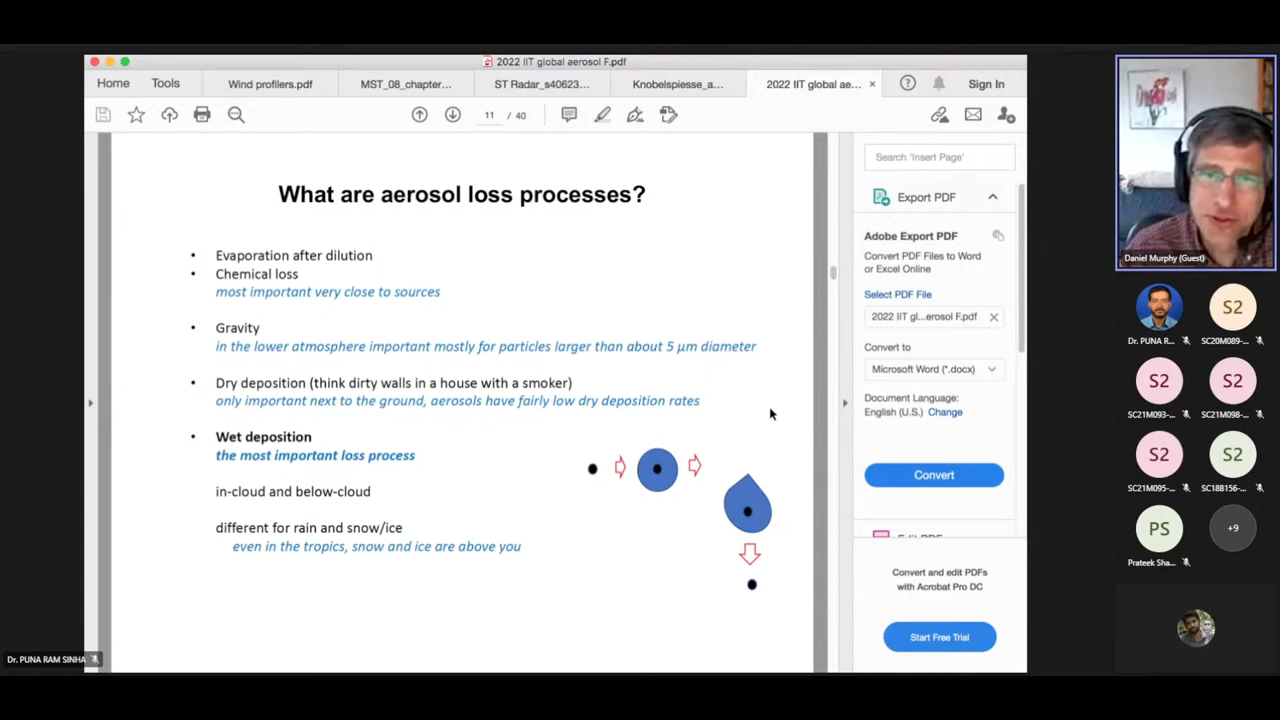 2022 IIT global aerosol F.pdf
Home
Tools
Wind profilers.pdf
MST_08_chapter...
ST Radar_s40623...
Knobelspiesse_a...
2022 IIT global ae...
Sign In
11 / 40
What are aerosol loss processes?
• Evaporation after dilution
• Chemical loss
most important very close to sources
• Gravity
in the lower atmosphere important mostly for particles larger than about 5 µm diameter
• Dry deposition (think dirty walls in a house with a smoker)
only important next to the ground, aerosols have fairly low dry deposition rates
• Wet deposition
the most important loss process
in-cloud and below-cloud
different for rain and snow/ice
even in the tropics, snow and ice are above you
Search 'Insert Page'
Export PDF
Adobe Export PDF
Convert PDF Files to Word
or Excel Online
Select PDF File
2022 IIT gl...erosol F.pdf
Convert to
Microsoft Word (*.docx)
Document Language:
English (U.S.) Change
Convert
Convert and edit PDFs
with Acrobat Pro DC
Start Free Trial
Daniel Murphy (Guest)
S2
Dr. PUNA R...
SC20M089-...
S2
S2
SC21M093-...
SC21M098-...
S2
S2
SC21M095-...
SC18B156-...
PS
+9
Prateek Sha...
Dr. PUNA RAM SINHA